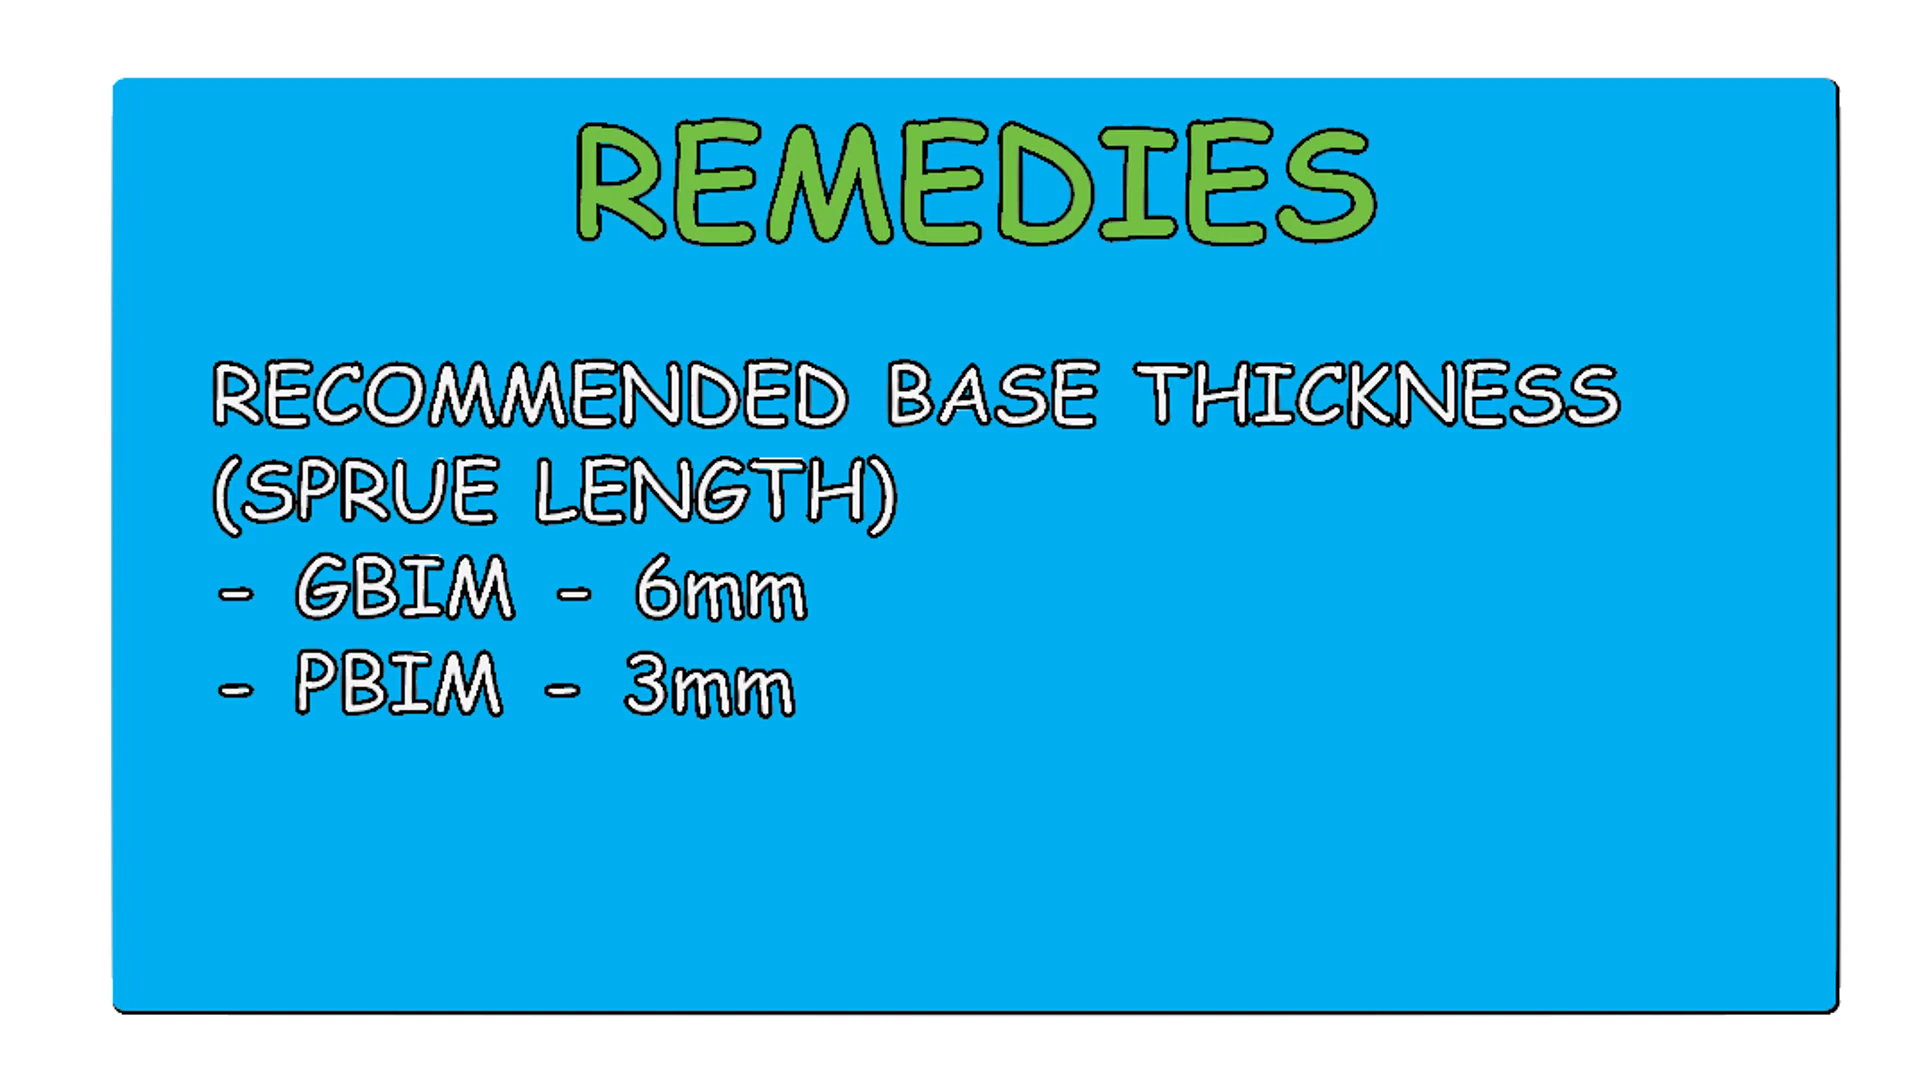 REMEDIES
RECOMMENDED BASE THICKNESS
(SPRUE LENGTH)
- GBIM - 6mm
- PBIM - 3mm